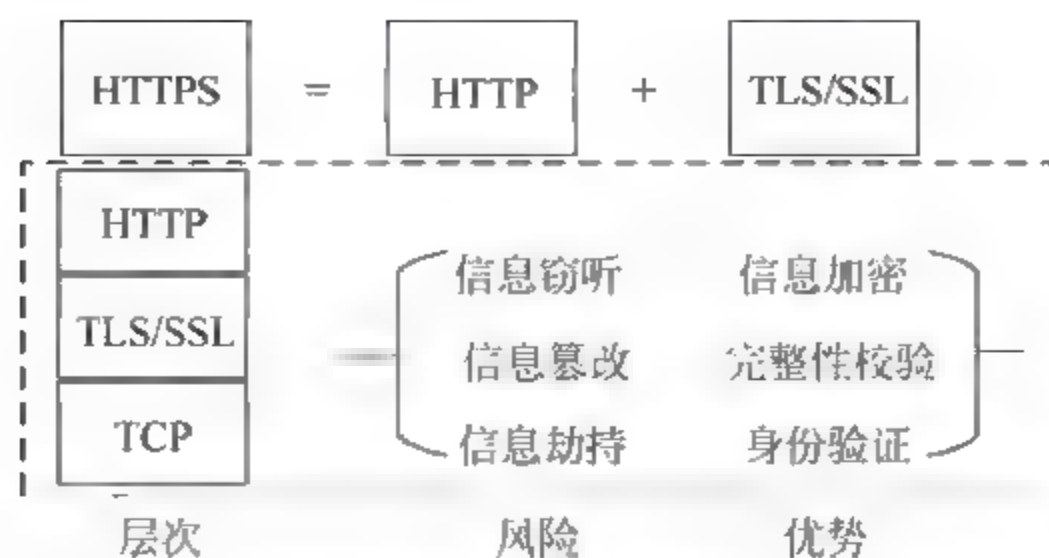 HTTPS = HTTP + TLS/SSL
HTTP
信息窃听 信息加密
TLS/SSL
信息篡改 完整性校验
TCP
信息劫持 身份验证
层次 风险 优势